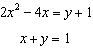 2x² − 4x = y + 1
x + y = 1